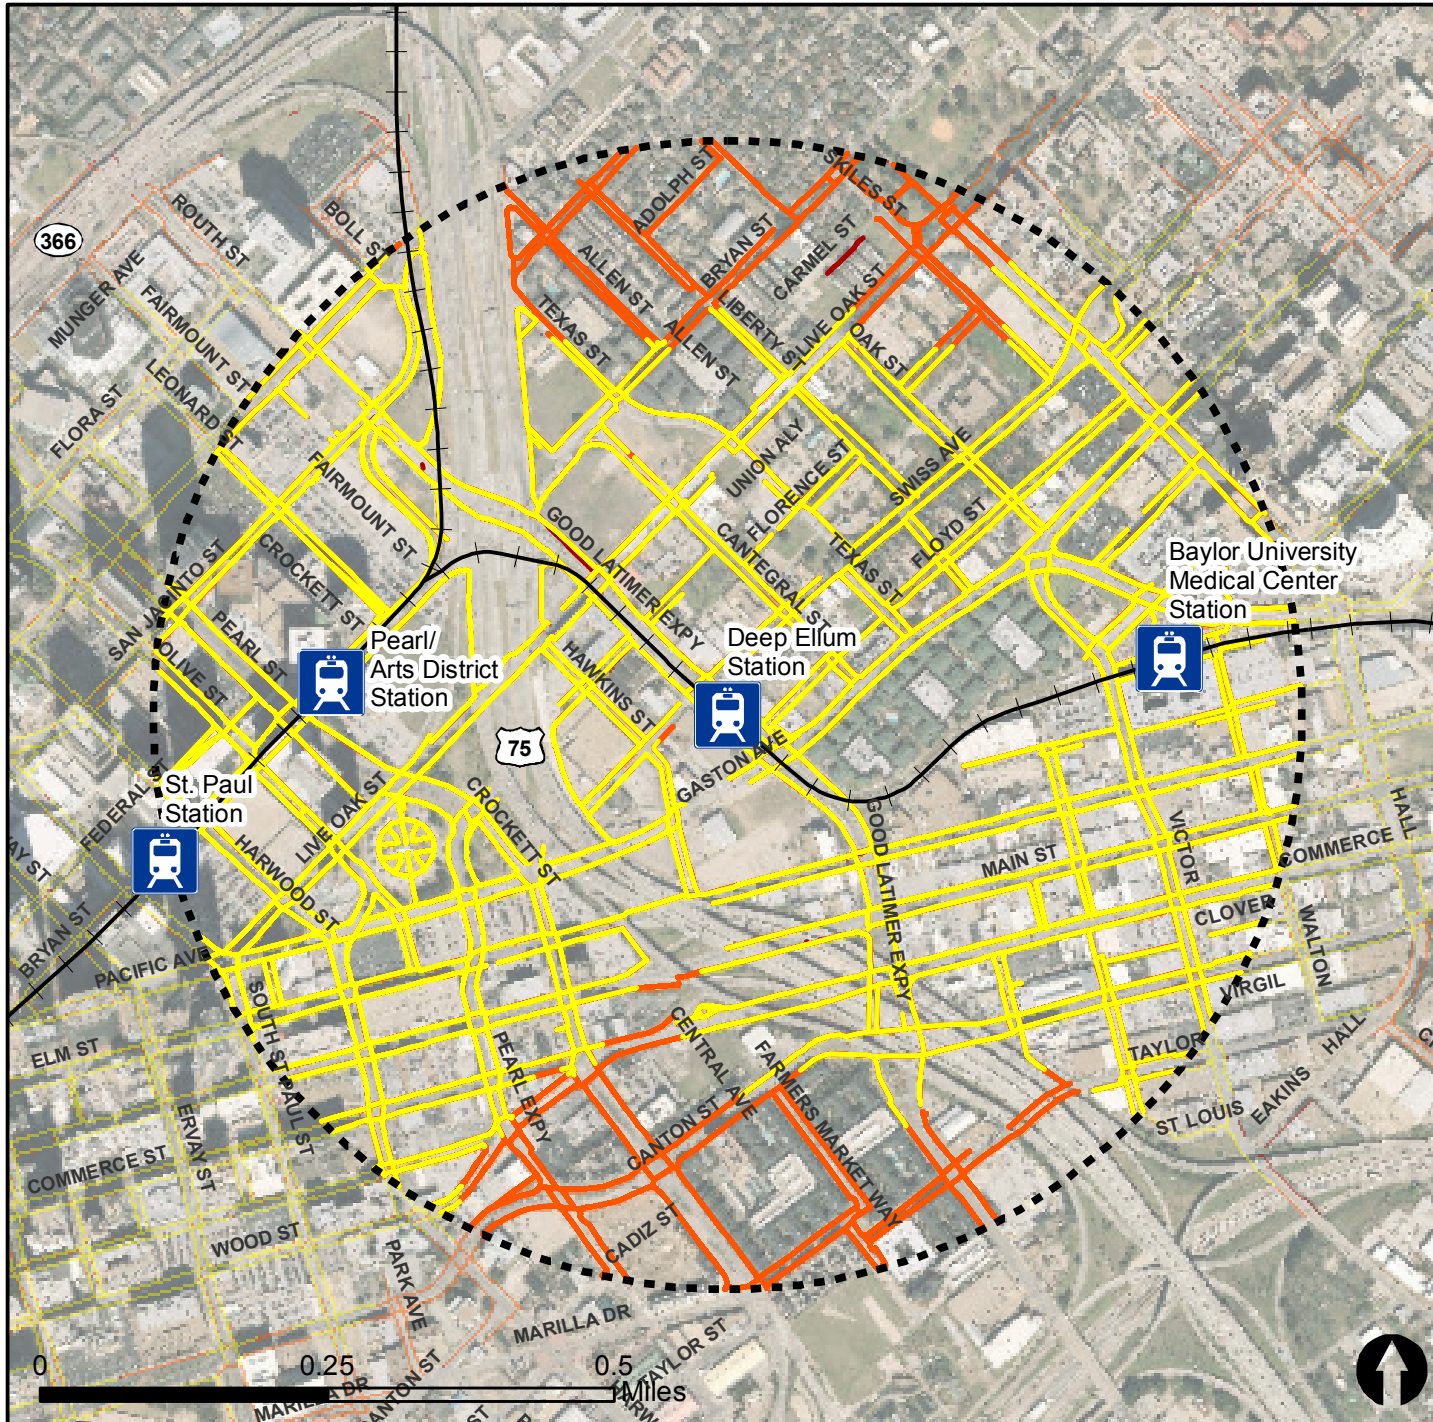 ADOLPH ST
SKILES ST
366
ROUTH ST
BOLL ST
MUNGER AVE
ALLEN ST
BRYAN ST
CARMEL ST
FAIRMOUNT ST
TEXAS ST
LIBERTY ST
LIVE OAK ST
ALLEN ST
OAK ST
FLORA ST
LEONARD ST
FAIRMOUNT ST
UNION ALY
FLORENCE ST
SWISS AVE
GOOD LATIMER EXPY
CANTEGRAL ST
TEXAS ST
FLOYD ST
SAN JACINTO ST
CROCKETT ST
Baylor University
Medical Center
Station
PEARL ST
OLIVE ST
Pearl/
Arts District
Station
HAWKINS ST
Deep Ellum
Station
75
GASTON AVE
FEDERAL ST
St. Paul
Station
LIVE OAK ST
CROCKETT ST
HARWOOD ST
GOOD LATIMER EXPY
MAIN ST
VICTOR
HALL
COMMERCE
AY ST
BRYAN ST
PACIFIC AVE
CLOVER
WALTON
VIRGIL
ELM ST
SOUTH ST PAUL ST
PEARL EXPY
CENTRAL AVE
FARMERS MARKET WAY
TAYLOR
HALL
EAKINS
ST LOUIS
ERVAY ST
COMMERCE ST
CANTON ST
WOOD ST
CADIZ ST
PARK AVE
MARILLA DR
TAYLOR ST
0 0.25 0.5
Miles
MARILLA DR
ANTON ST
ST